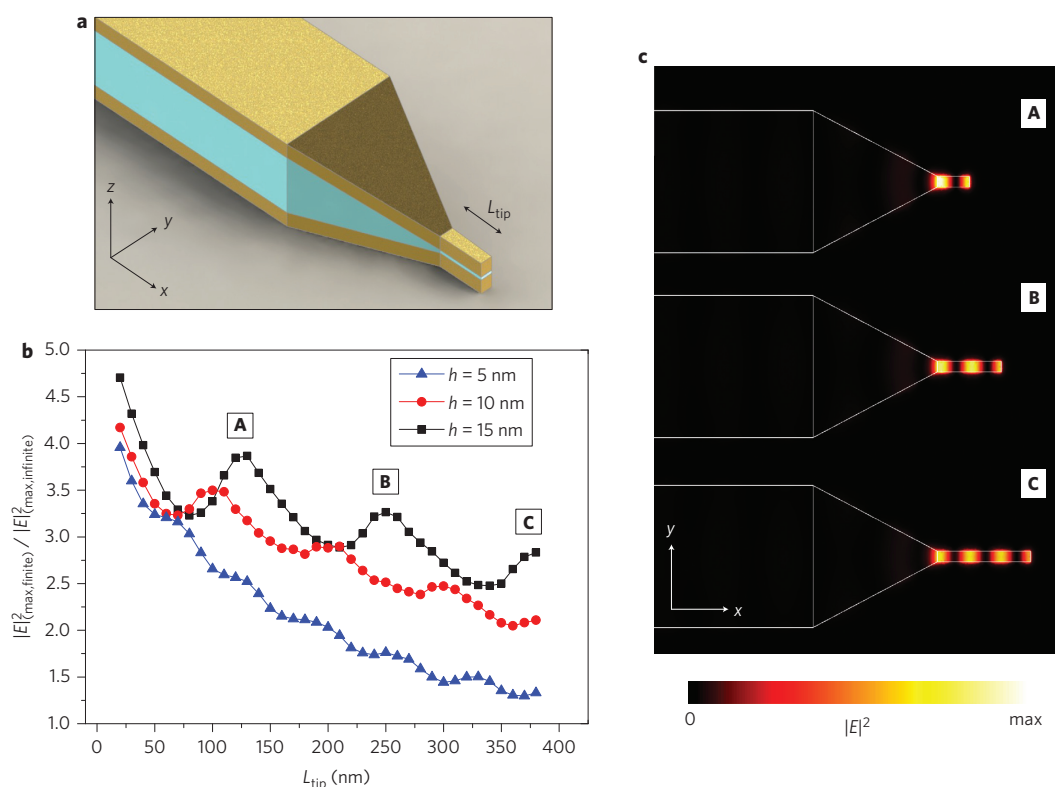 a
z
y
x
L_tip
b
|E|²(max,finite) / |E|²(max,infinite)
5.0
4.5
4.0
3.5
3.0
2.5
2.0
1.5
1.0
h = 5 nm
h = 10 nm
h = 15 nm
A
B
C
0 50 100 150 200 250 300 350 400
L_tip (nm)
c
A
B
C
y
x
0 max
|E|²